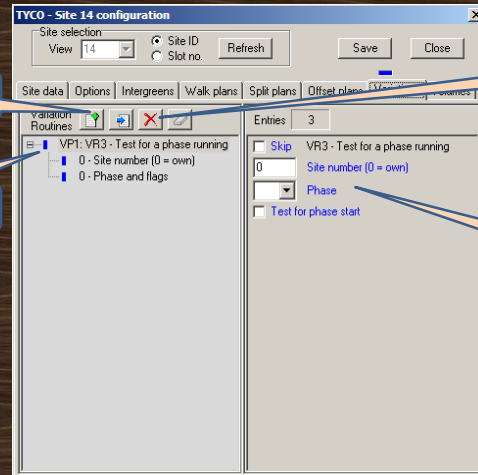 TYCO - Site 14 configuration
Site selection
View 14 Site ID Slot no. Refresh Save Close
Site data Options Intergreens Walk plans Split plans Offset plans
Variation Routines
Entries 3
VP1: VR3 - Test for a phase running
0 - Site number (0 = own)
0 - Phase and flags
Skip VR3 - Test for a phase running
0 Site number (0 = own)
Phase
Test for phase start